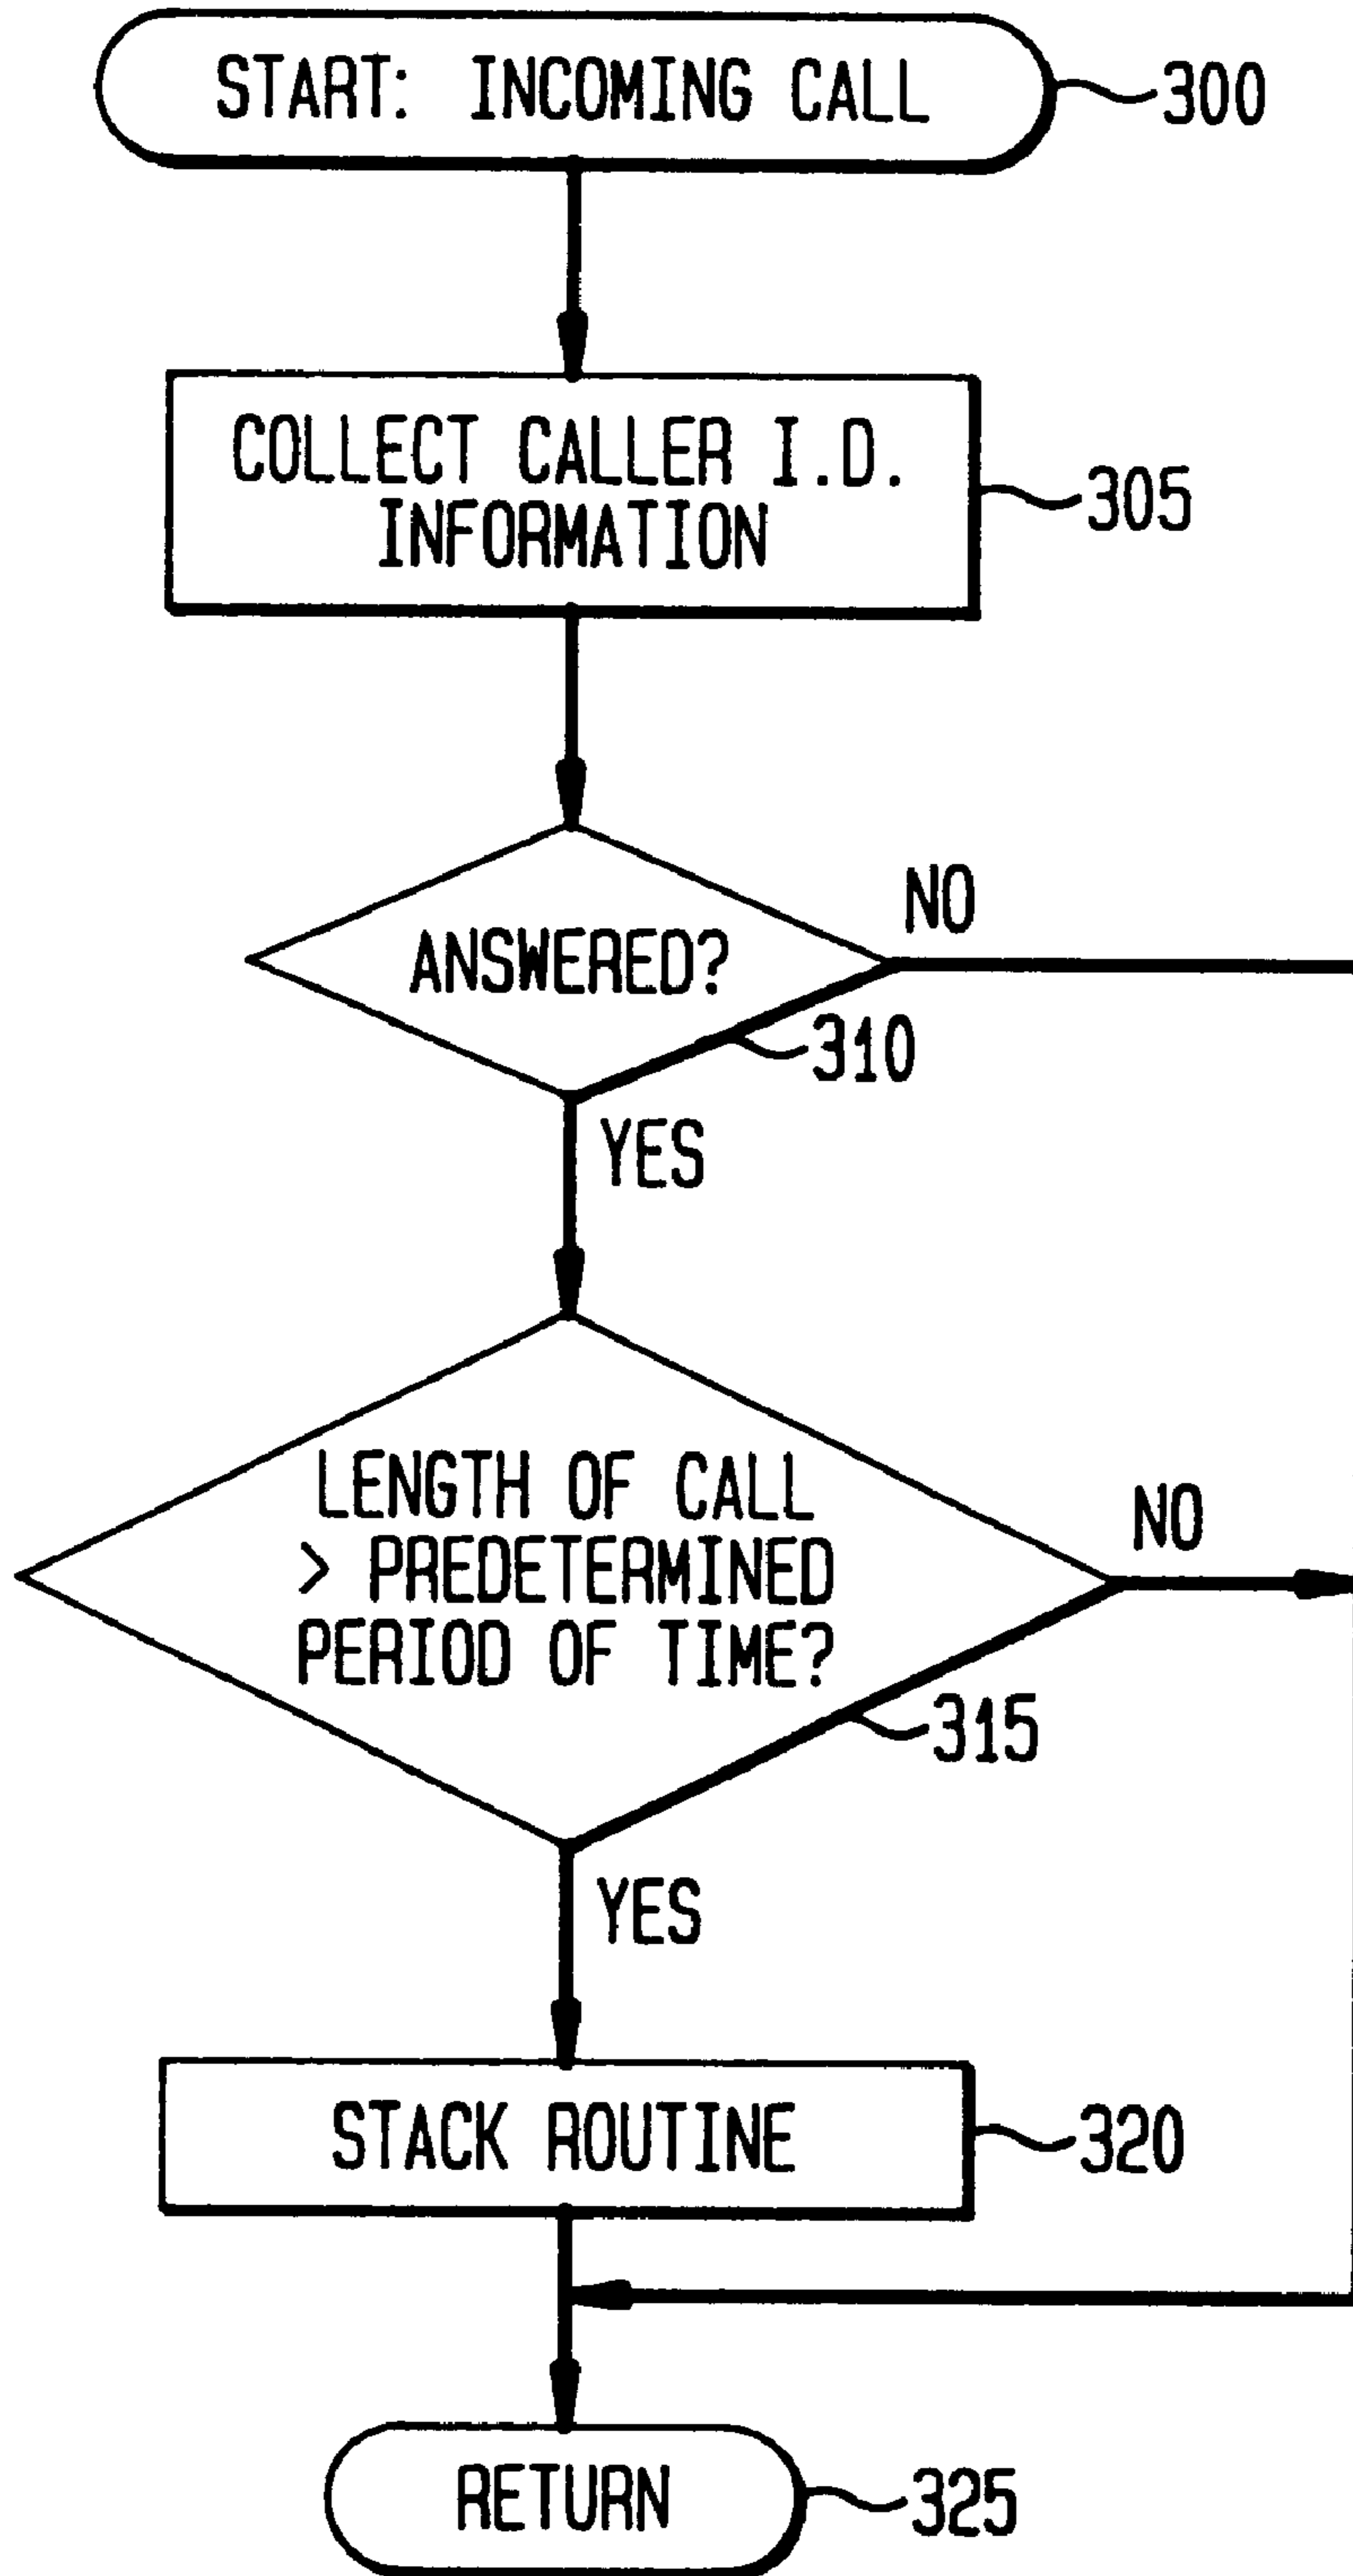 START: INCOMING CALL
300
COLLECT CALLER I.D.
INFORMATION
305
NO
ANSWERED?
310
YES
LENGTH OF CALL
> PREDETERMINED
PERIOD OF TIME?
NO
315
YES
STACK ROUTINE
320
RETURN
325